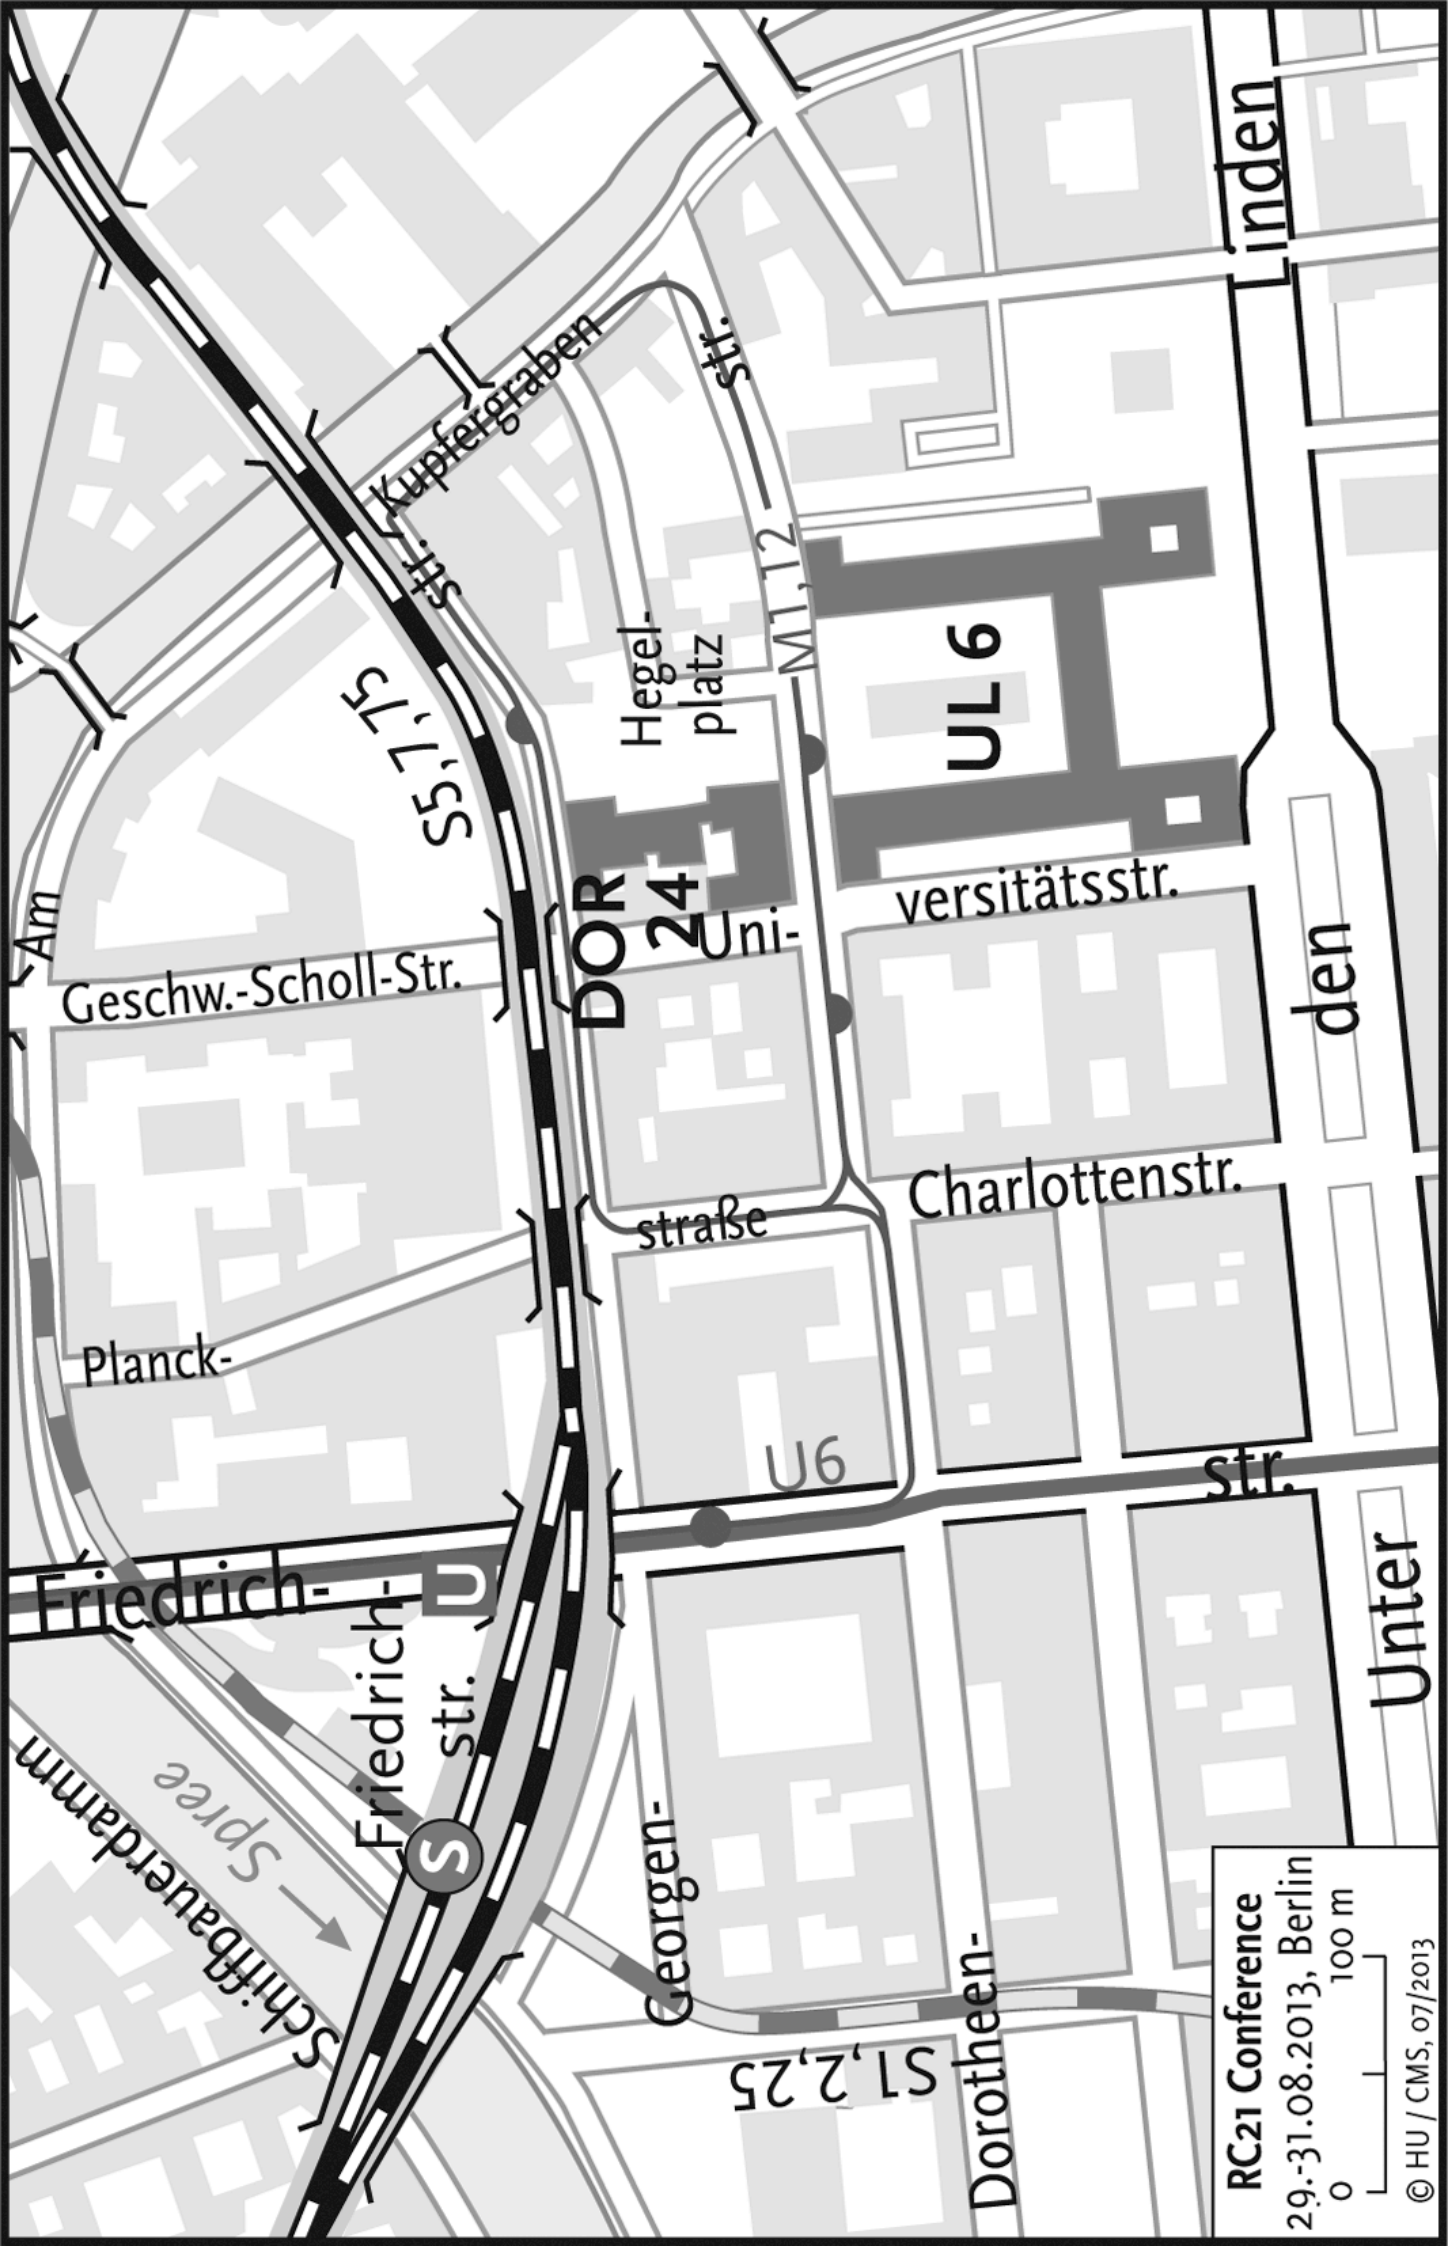 Am
Kupfergraben
Geschw.-Scholl-Str.
Planck-
straße
Friedrich-
str.
Friedrich-
str.
U
S
Schiffbauerdamm
Spree
S5,7,75
U6
S1,2,25
M1,12
Georgen-
str.
Dorotheen-
str.
Hegel-
platz
DOR
24
UL 6
Uni-
versitätsstr.
Charlottenstr.
Unter
den
Linden
RC21 Conference
29.-31.08.2013, Berlin
0 100 m
© HU / CMS, 07/2013